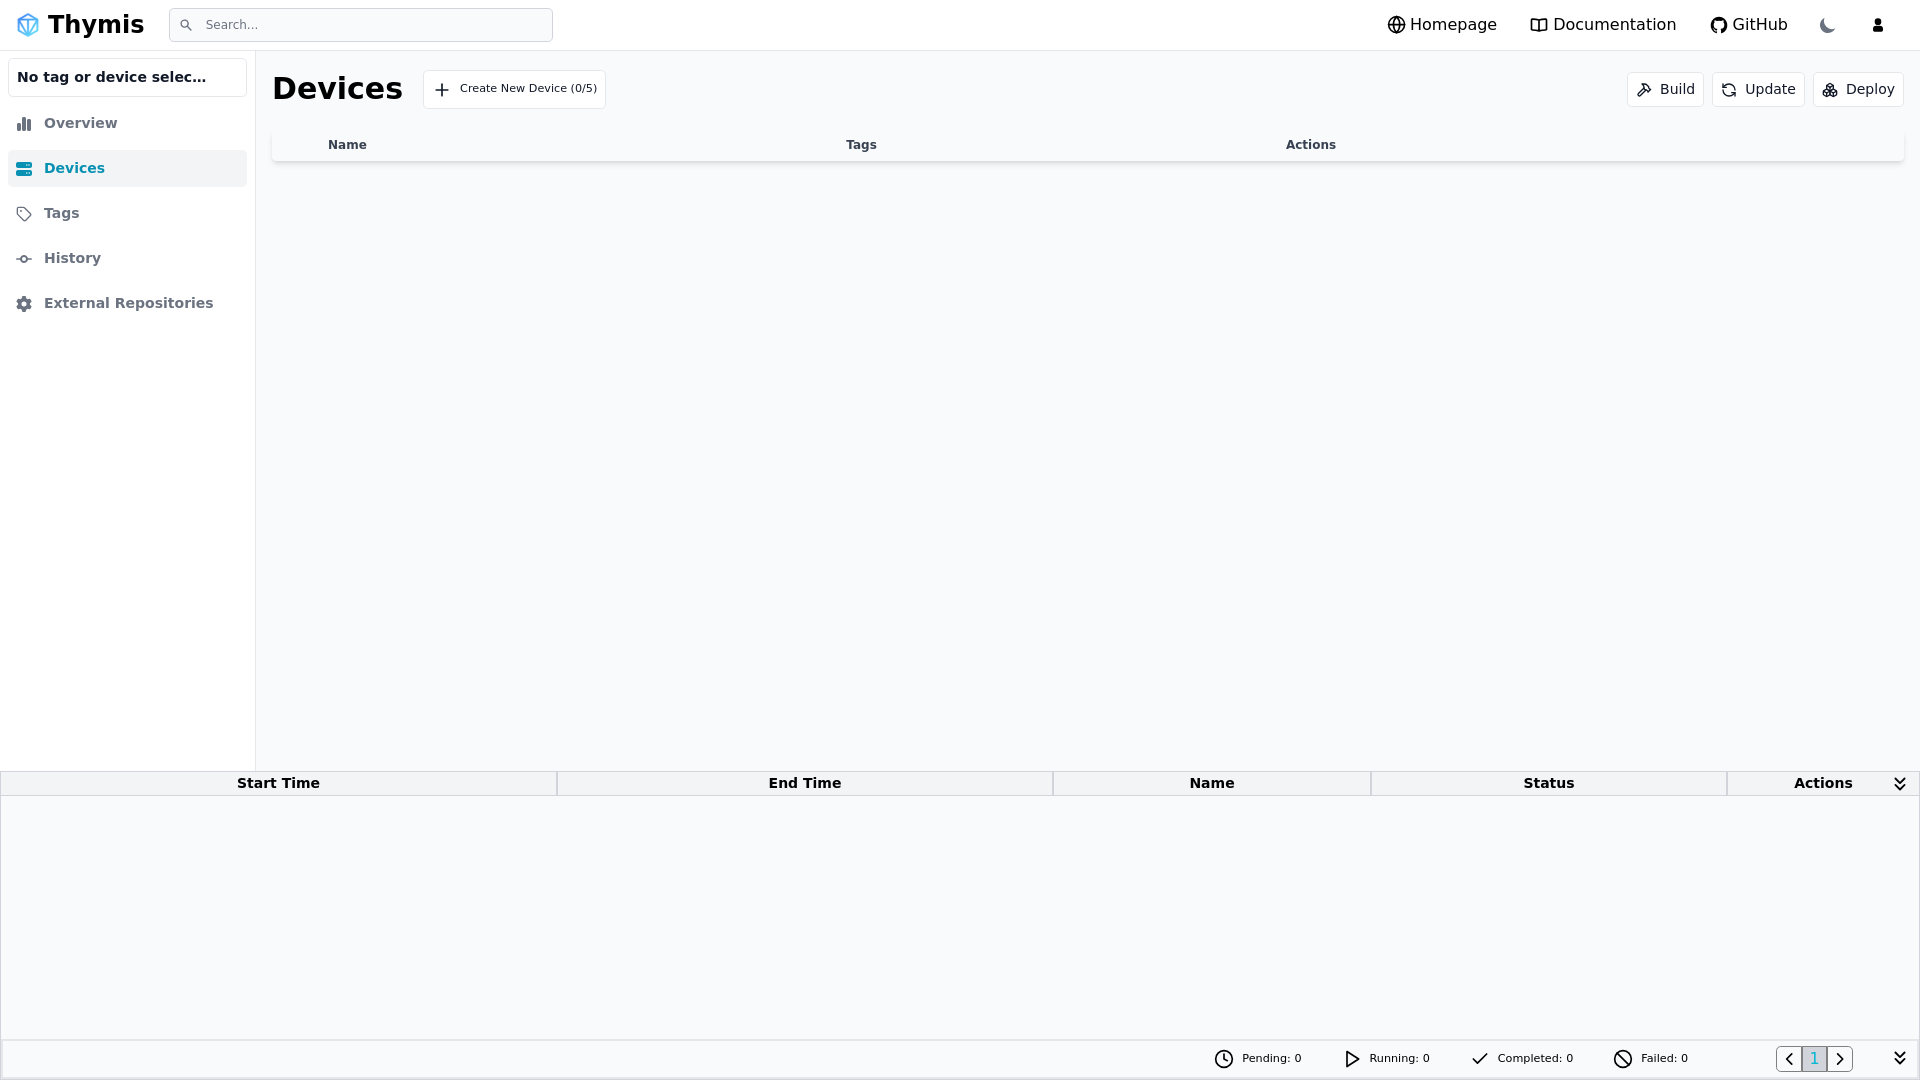 Thymis
Search...
Homepage
Documentation
GitHub
No tag or device selec...
Overview
Devices
Tags
History
External Repositories
Devices
Create New Device (0/5)
Build
Update
Deploy
Name
Tags
Actions
Start Time
End Time
Name
Status
Actions
Pending: 0
Running: 0
Completed: 0
Failed: 0
1